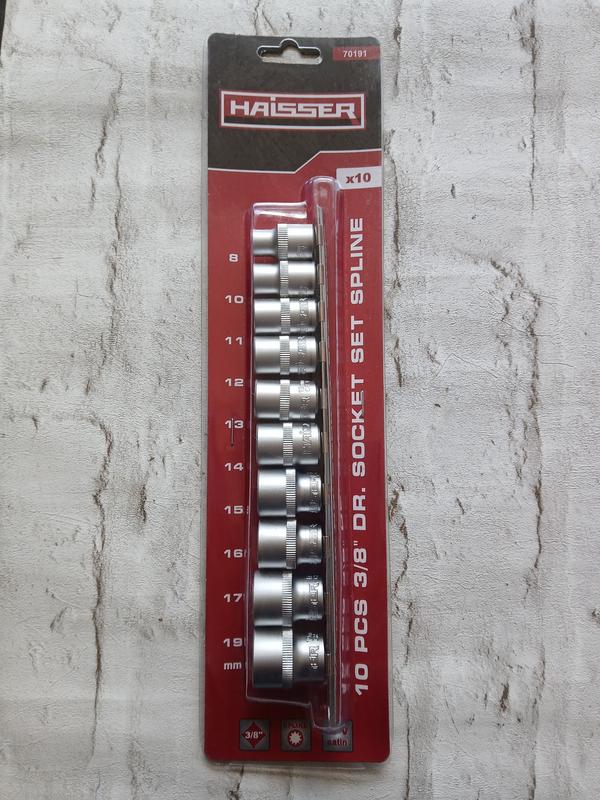 70191
HAISSER
x10
8
10
11
12
13
14
15
16
17
19
mm
10 PCS 3/8" DR. SOCKET SET SPLINE
3/8"
satin